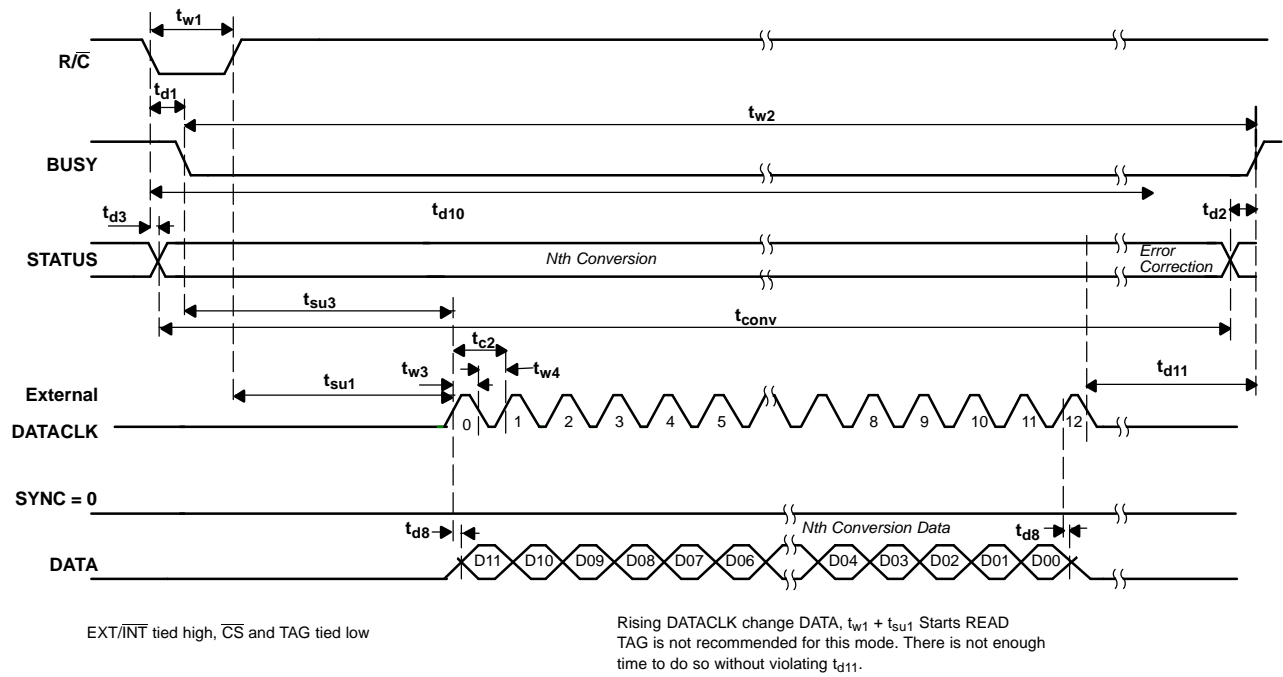 tw1
R/C̅
td1
tw2
BUSY
td3
td10
td2
STATUS
Nth Conversion
Error
Correction
tsu3
tconv
tc2
tw3
tw4
tsu1
td11
External
DATACLK
0 1 2 3 4 5 8 9 10 11 12
SYNC = 0
td8
Nth Conversion Data
td8
DATA
D11 D10 D09 D08 D07 D06 D04 D03 D02 D01 D00
EXT/I̅N̅T̅ tied high, C̅S̅ and TAG tied low
Rising DATACLK change DATA, tw1 + tsu1 Starts READ
TAG is not recommended for this mode. There is not enough
time to do so without violating td11.